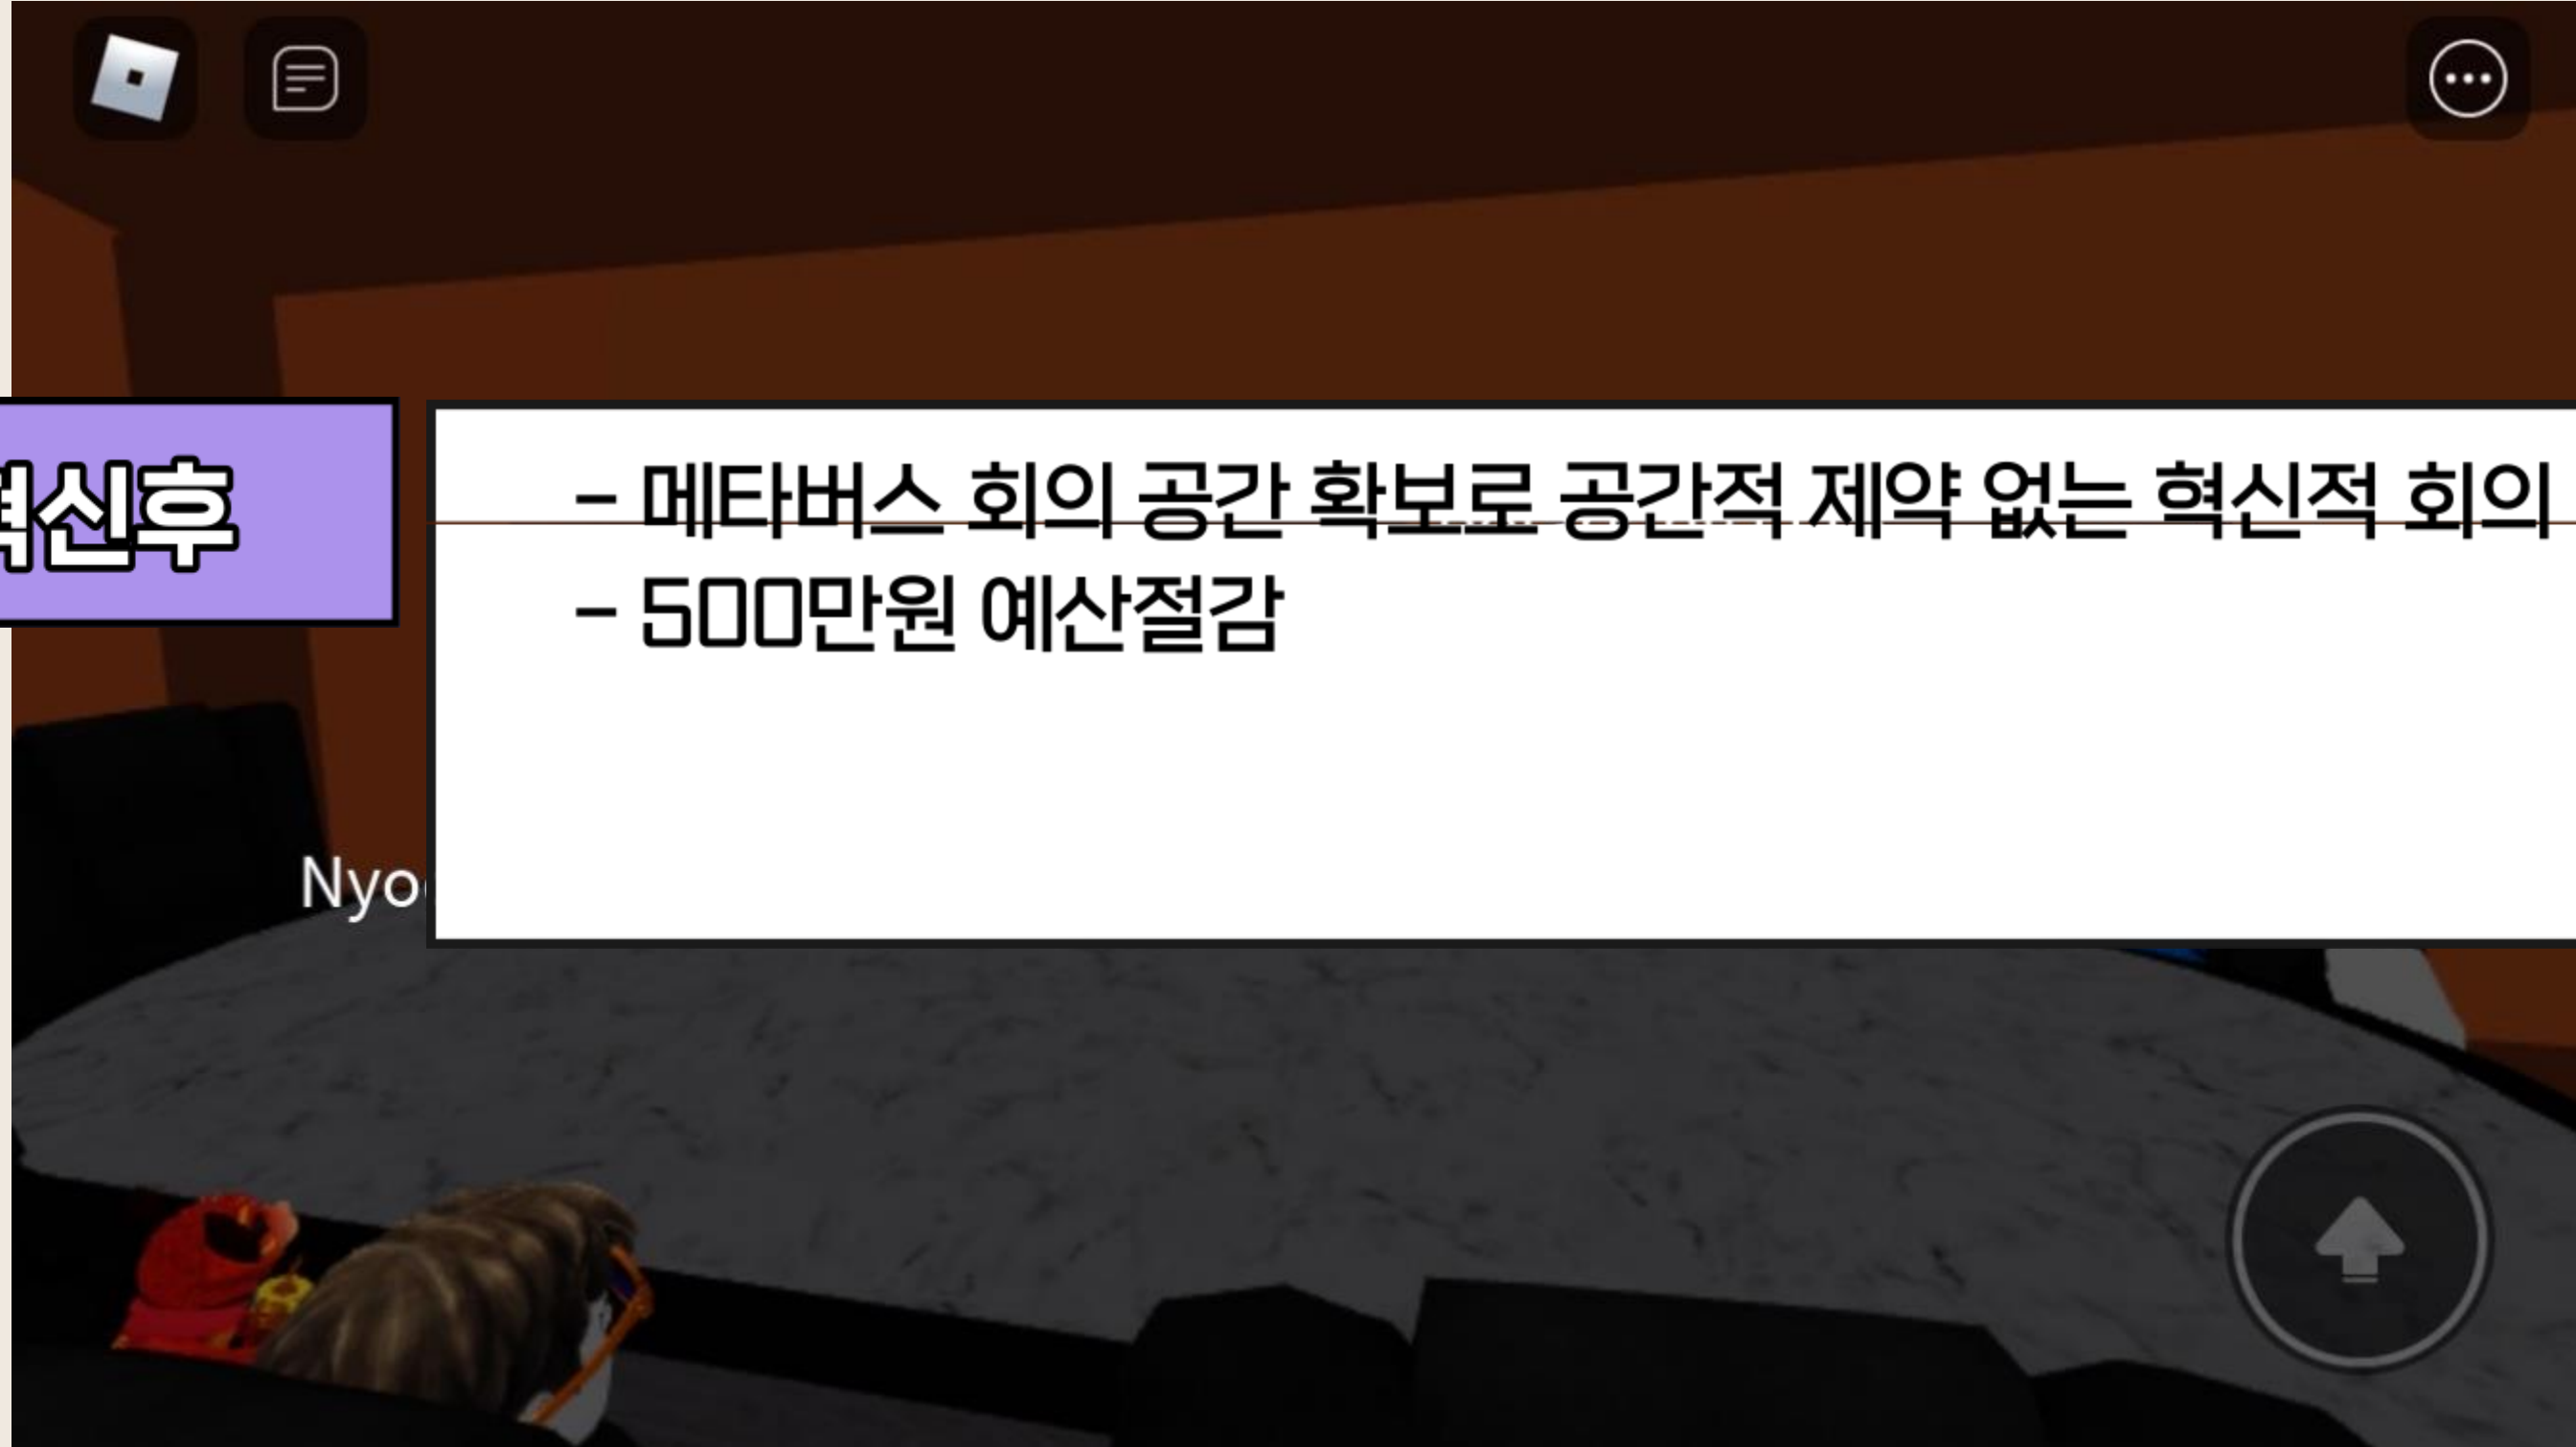 혁신후
- 메타버스 회의 공간 확보로 공간적 제약 없는 혁신적 회의
- 500만원 예산절감